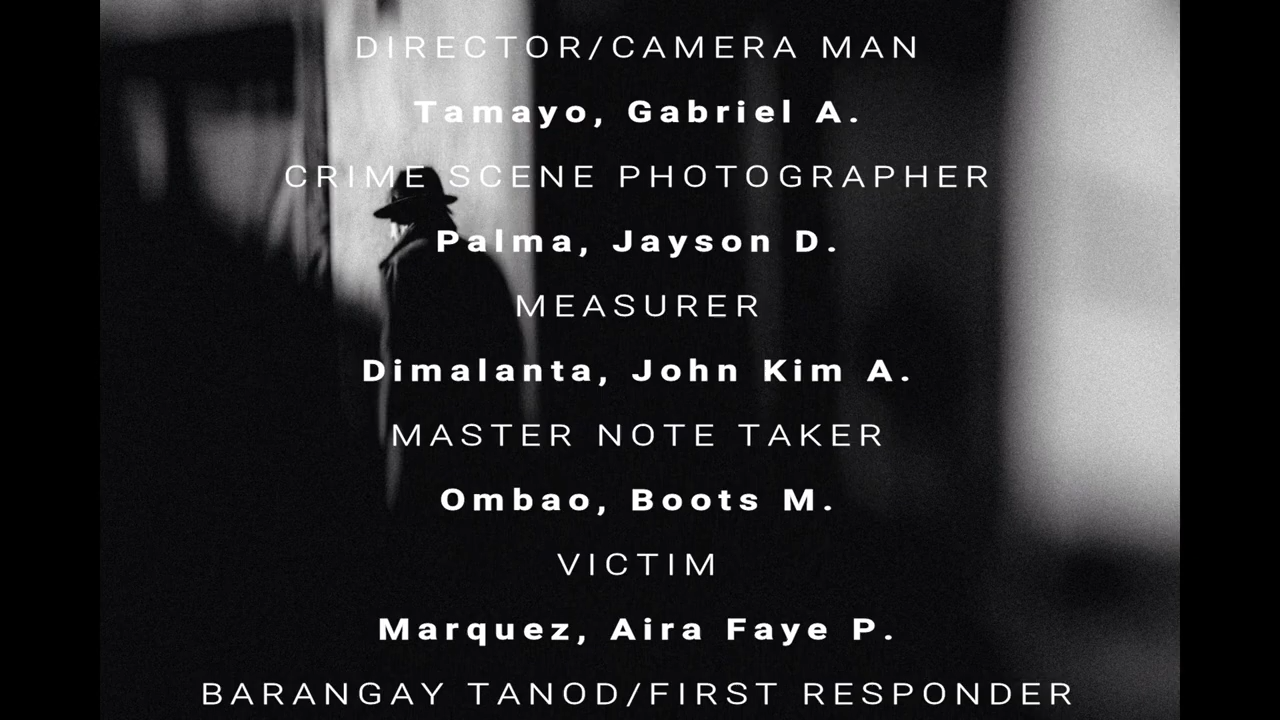 DIRECTOR/CAMERA MAN
Tamayo, Gabriel A.
CRIME SCENE PHOTOGRAPHER
Palma, Jayson D.
MEASURER
Dimalanta, John Kim A.
MASTER NOTE TAKER
Ombao, Boots M.
VICTIM
Marquez, Aira Faye P.
BARANGAY TANOD/FIRST RESPONDER